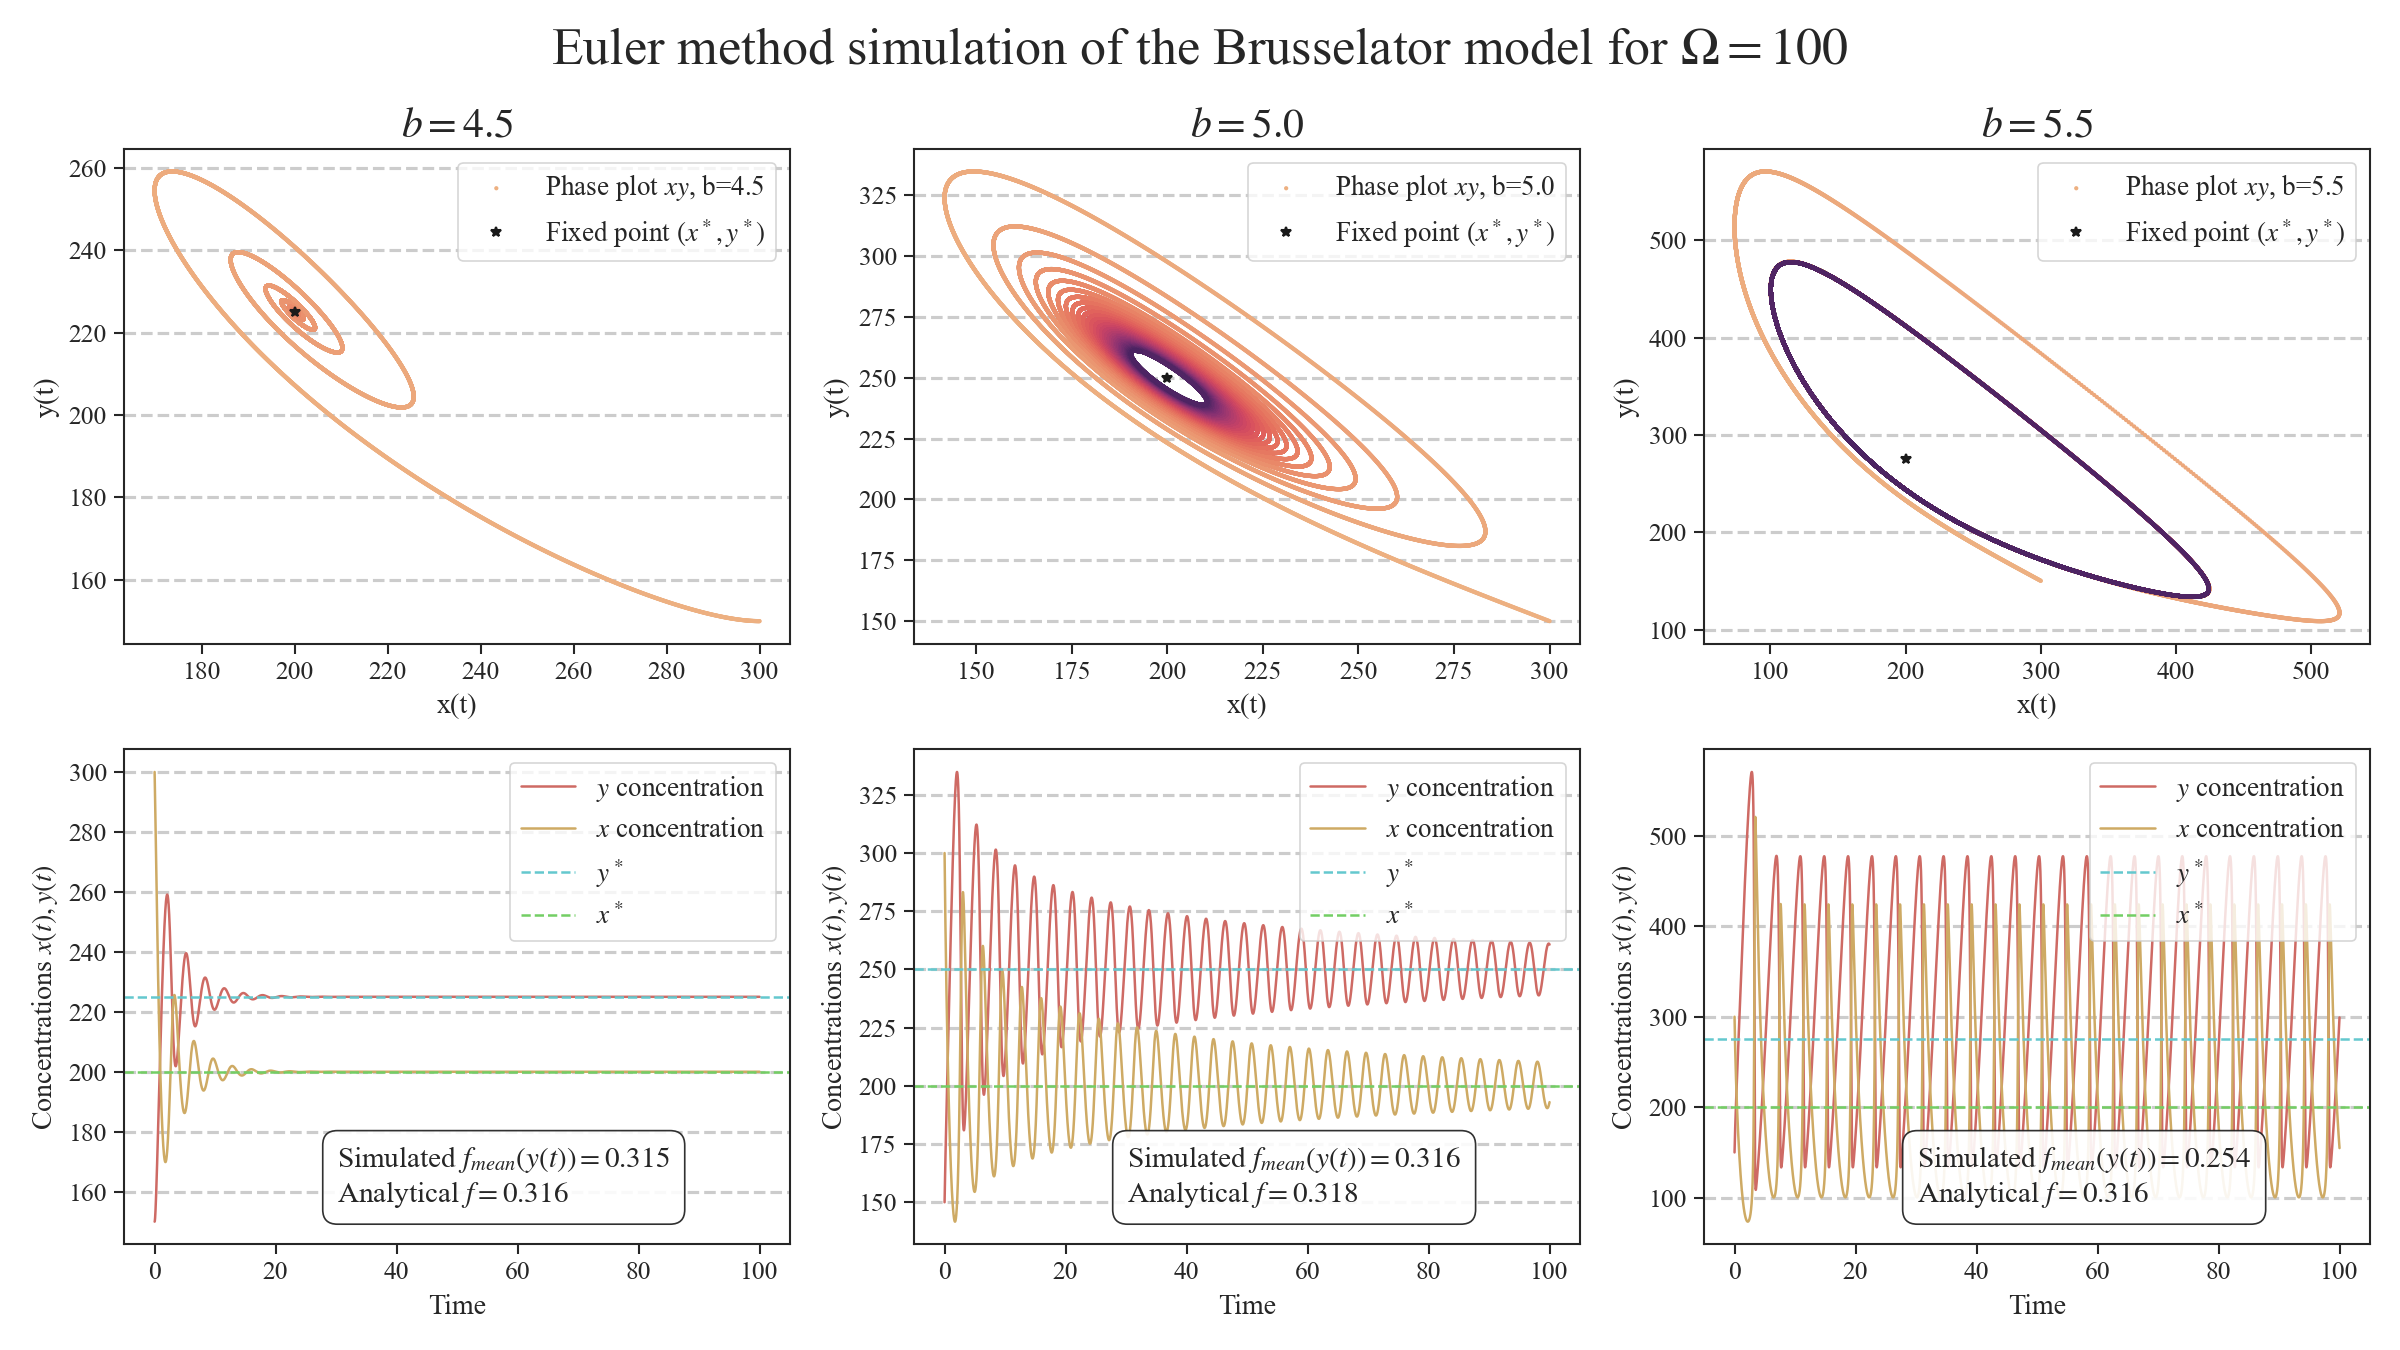 Euler method simulation of the Brusselator model for Ω = 100
b = 4.5
260
240
220
200
180
160
y(t)
180 200 220 240 260 280 300
x(t)
Phase plot xy, b=4.5
Fixed point (x*, y*)
b = 5.0
325
300
275
250
225
200
175
150
y(t)
150 175 200 225 250 275 300
x(t)
Phase plot xy, b=5.0
Fixed point (x*, y*)
b = 5.5
500
400
300
200
100
y(t)
100 200 300 400 500
x(t)
Phase plot xy, b=5.5
Fixed point (x*, y*)
300
280
260
240
220
200
180
160
Concentrations x(t), y(t)
y concentration
x concentration
y*
x*
Simulated f_mean(y(t)) = 0.315
Analytical f = 0.316
0 20 40 60 80 100
Time
325
300
275
250
225
200
175
150
Concentrations x(t), y(t)
y concentration
x concentration
y*
x*
Simulated f_mean(y(t)) = 0.316
Analytical f = 0.318
0 20 40 60 80 100
Time
500
400
300
200
100
Concentrations x(t), y(t)
y concentration
x concentration
y*
x*
Simulated f_mean(y(t)) = 0.254
Analytical f = 0.316
0 20 40 60 80 100
Time